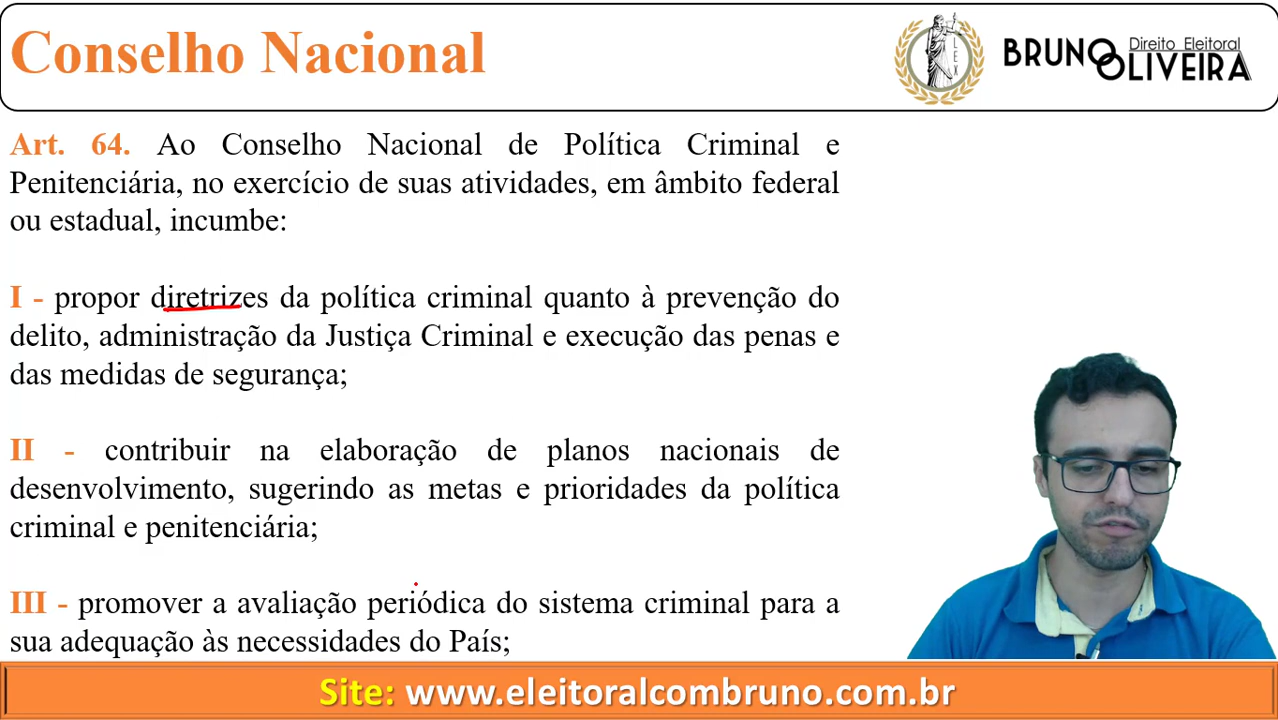 Conselho Nacional
LEX
BRUNO Direito Eleitoral
OLIVEIRA
Art. 64. Ao Conselho Nacional de Política Criminal e
Penitenciária, no exercício de suas atividades, em âmbito federal
ou estadual, incumbe:
I - propor diretrizes da política criminal quanto à prevenção do
delito, administração da Justiça Criminal e execução das penas e
das medidas de segurança;
II - contribuir na elaboração de planos nacionais de
desenvolvimento, sugerindo as metas e prioridades da política
criminal e penitenciária;
III - promover a avaliação periódica do sistema criminal para a
sua adequação às necessidades do País;
Site: www.eleitoralcombruno.com.br